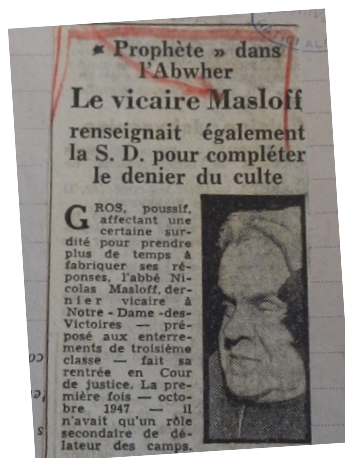 « Prophète » dans
l'Abwher
Le vicaire Masloff
renseignait également
la S. D. pour compléter
le denier du culte
GROS, poussif,
affectant une
certaine sur-
dité pour prendre
plus de temps à
fabriquer ses ré-
ponses, l'abbé Ni-
colas Masloff, der-
nier vicaire à
Notre - Dame - des-
Victoires — pré-
posé aux enterre-
ments de troisième
classe — fait sa
rentrée en Cour
de justice. La pre-
mière fois — octo-
bre 1947 — il
n'avait qu'un rôle
secondaire de dé-
lateur des camps.